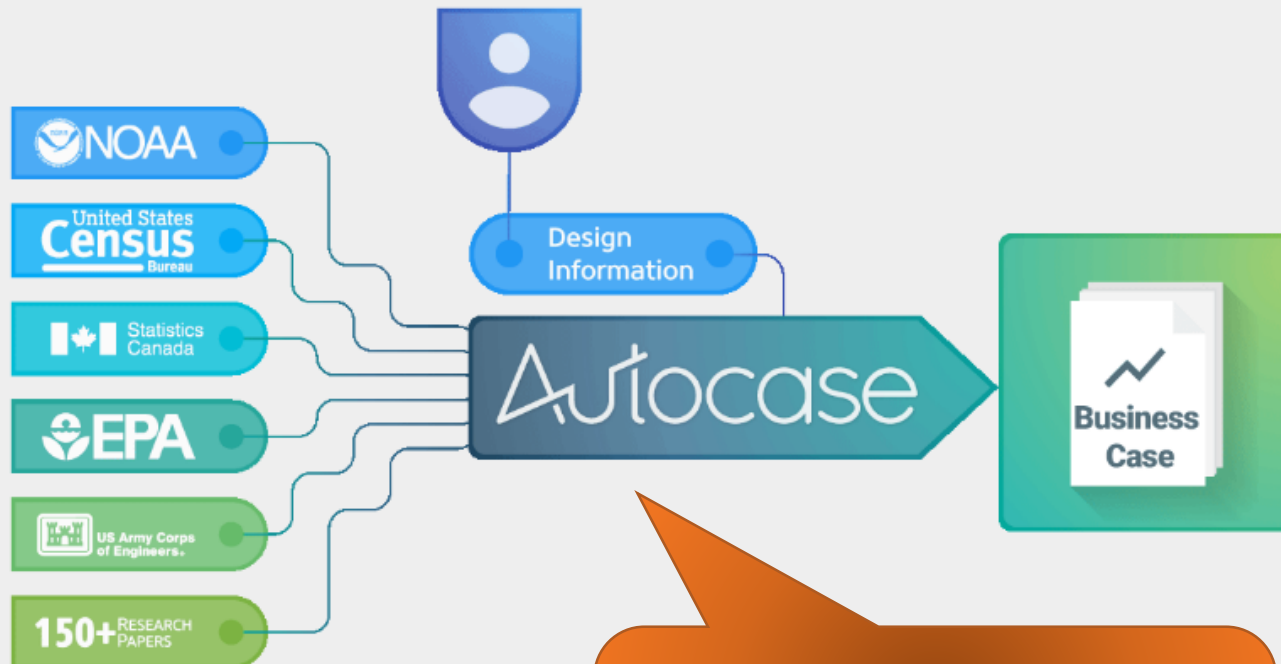 NOAA
United States
Census
Bureau
Statistics
Canada
EPA
US Army Corps
of Engineers®
150+ RESEARCH
PAPERS
Design
Information
Autocase
Business
Case